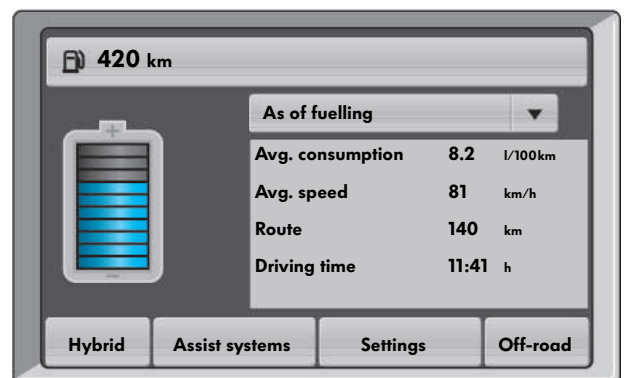 420 km
As of fuelling
Avg. consumption 8.2 l/100km
Avg. speed 81 km/h
Route 140 km
Driving time 11:41 h
Hybrid Assist systems Settings Off-road